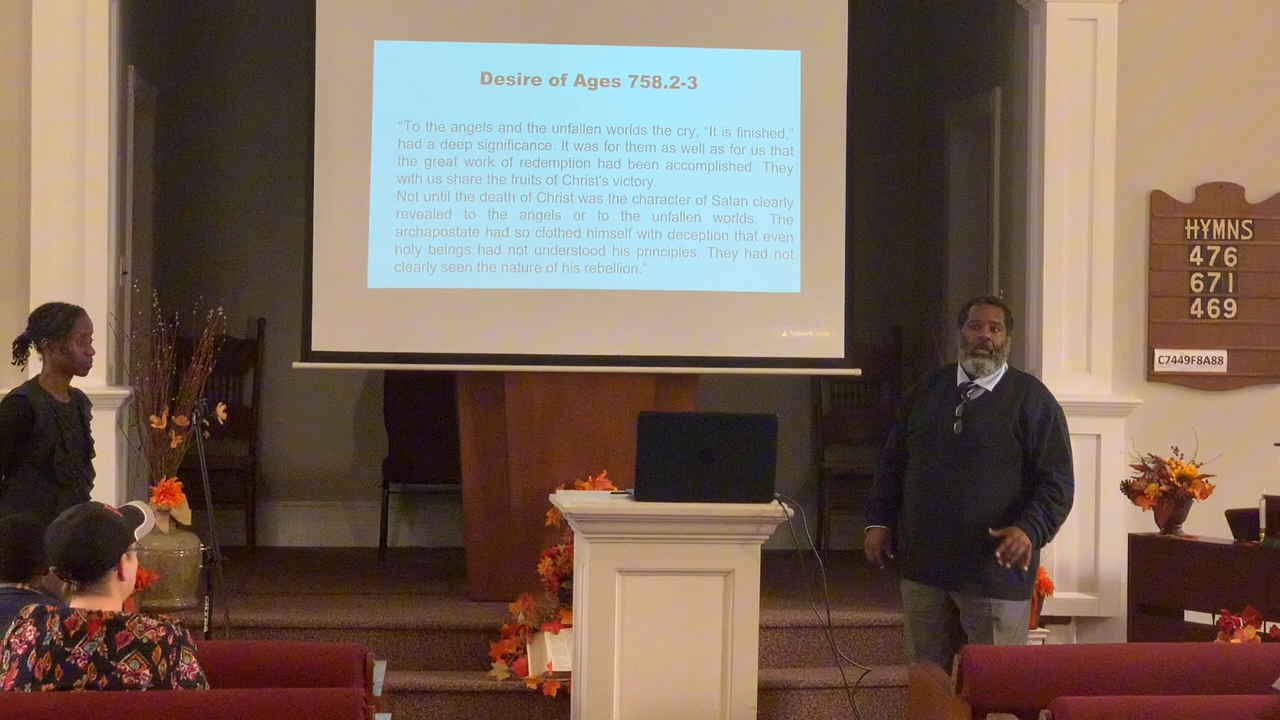 Desire of Ages 758.2-3
“To the angels and the unfallen worlds the cry, “It is finished,”
had a deep significance. It was for them as well as for us that
the great work of redemption had been accomplished. They
with us share the fruits of Christ's victory.
Not until the death of Christ was the character of Satan clearly
revealed to the angels or to the unfallen worlds. The
archapostate had so clothed himself with deception that even
holy beings had not understood his principles. They had not
clearly seen the nature of his rebellion.”
HYMNS
476
671
469
C7449F8A88